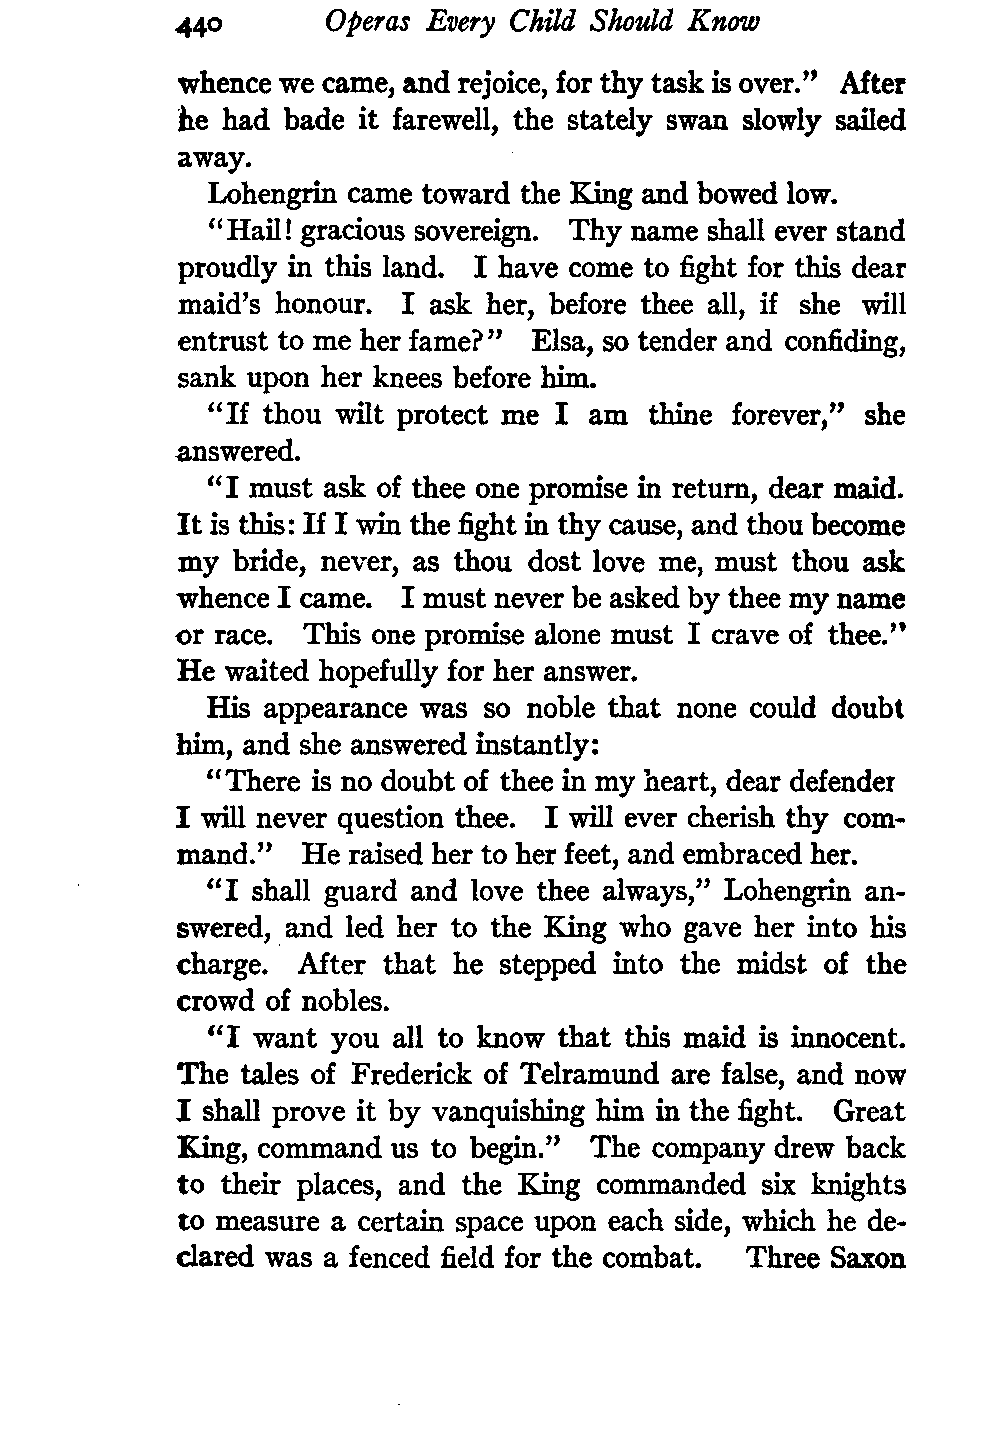 440 Operas Every Child Should Know
whence we came, and rejoice, for thy task is over." After
he had bade it farewell, the stately swan slowly sailed
away.
Lohengrin came toward the King and bowed low.
"Hail! gracious sovereign. Thy name shall ever stand
proudly in this land. I have come to fight for this dear
maid's honour. I ask her, before thee all, if she will
entrust to me her fame?" Elsa, so tender and confiding,
sank upon her knees before him.
"If thou wilt protect me I am thine forever," she
answered.
"I must ask of thee one promise in return, dear maid.
It is this: If I win the fight in thy cause, and thou become
my bride, never, as thou dost love me, must thou ask
whence I came. I must never be asked by thee my name
or race. This one promise alone must I crave of thee."
He waited hopefully for her answer.
His appearance was so noble that none could doubt
him, and she answered instantly:
"There is no doubt of thee in my heart, dear defender
I will never question thee. I will ever cherish thy com-
mand." He raised her to her feet, and embraced her.
"I shall guard and love thee always," Lohengrin an-
swered, and led her to the King who gave her into his
charge. After that he stepped into the midst of the
crowd of nobles.
"I want you all to know that this maid is innocent.
The tales of Frederick of Telramund are false, and now
I shall prove it by vanquishing him in the fight. Great
King, command us to begin." The company drew back
to their places, and the King commanded six knights
to measure a certain space upon each side, which he de-
clared was a fenced field for the combat. Three Saxon